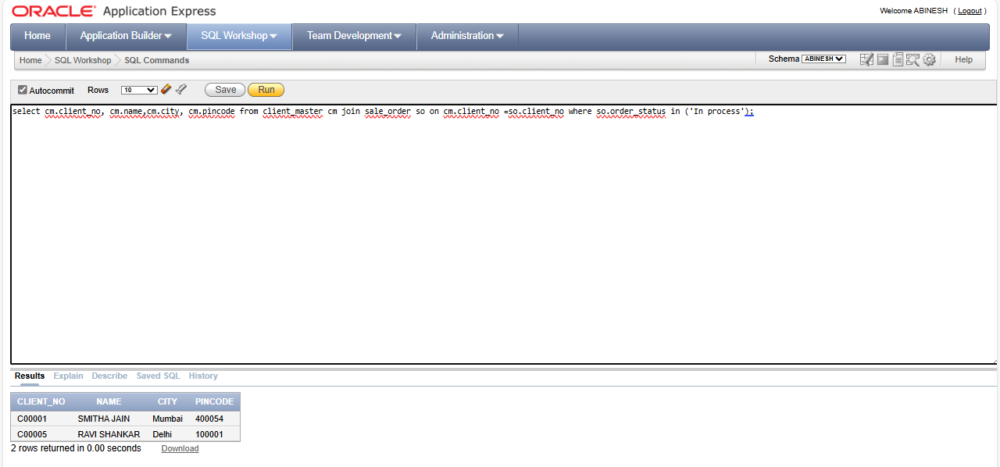 ORACLE® Application Express
Welcome ABINESH ( Logout )
Home Application Builder SQL Workshop Team Development Administration
Home SQL Workshop SQL Commands Schema ABINESH Help
Autocommit Rows 10 Save Run
select cm.client_no, cm.name,cm.city, cm.pincode from client_master cm join sale_order so on cm.client_no =so.client_no where so.order_status in ('In process');
Results Explain Describe Saved SQL History
CLIENT_NO NAME CITY PINCODE
C00001 SMITHA JAIN Mumbai 400054
C00005 RAVI SHANKAR Delhi 100001
2 rows returned in 0.00 seconds Download